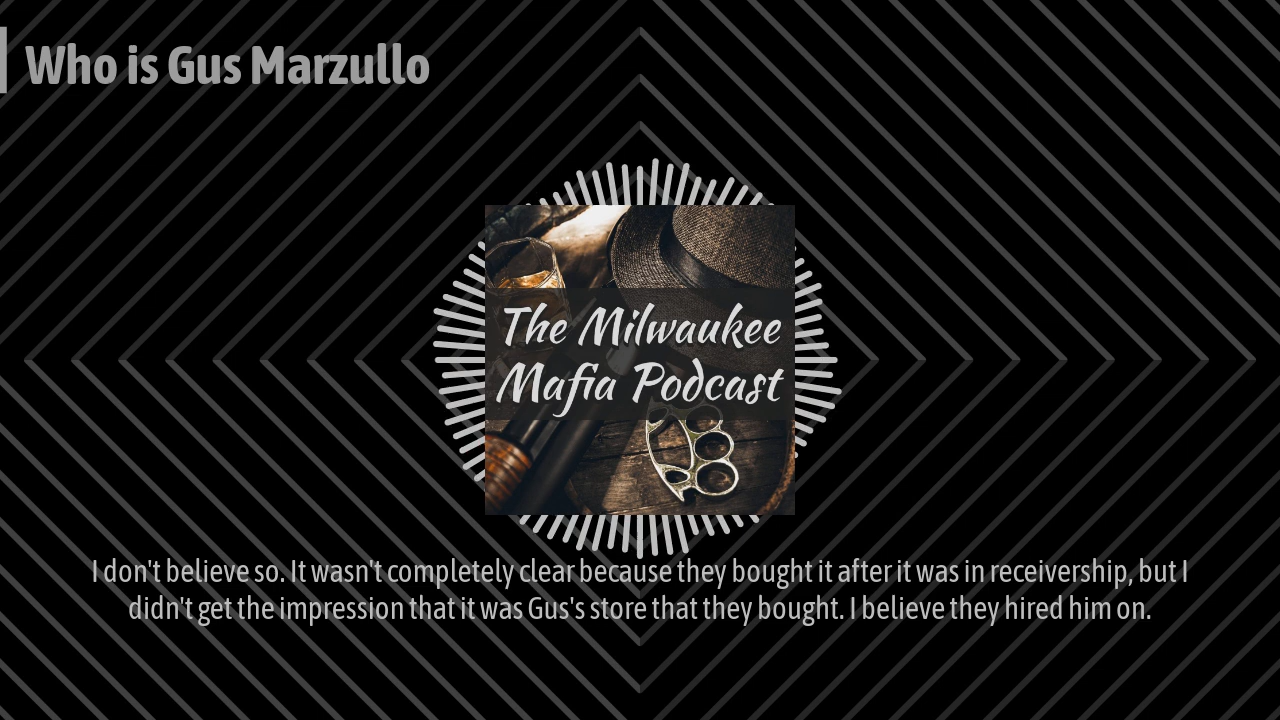 Who is Gus Marzullo
The Milwaukee
Mafia Podcast
I don't believe so. It wasn't completely clear because they bought it after it was in receivership, but I
didn't get the impression that it was Gus's store that they bought. I believe they hired him on.